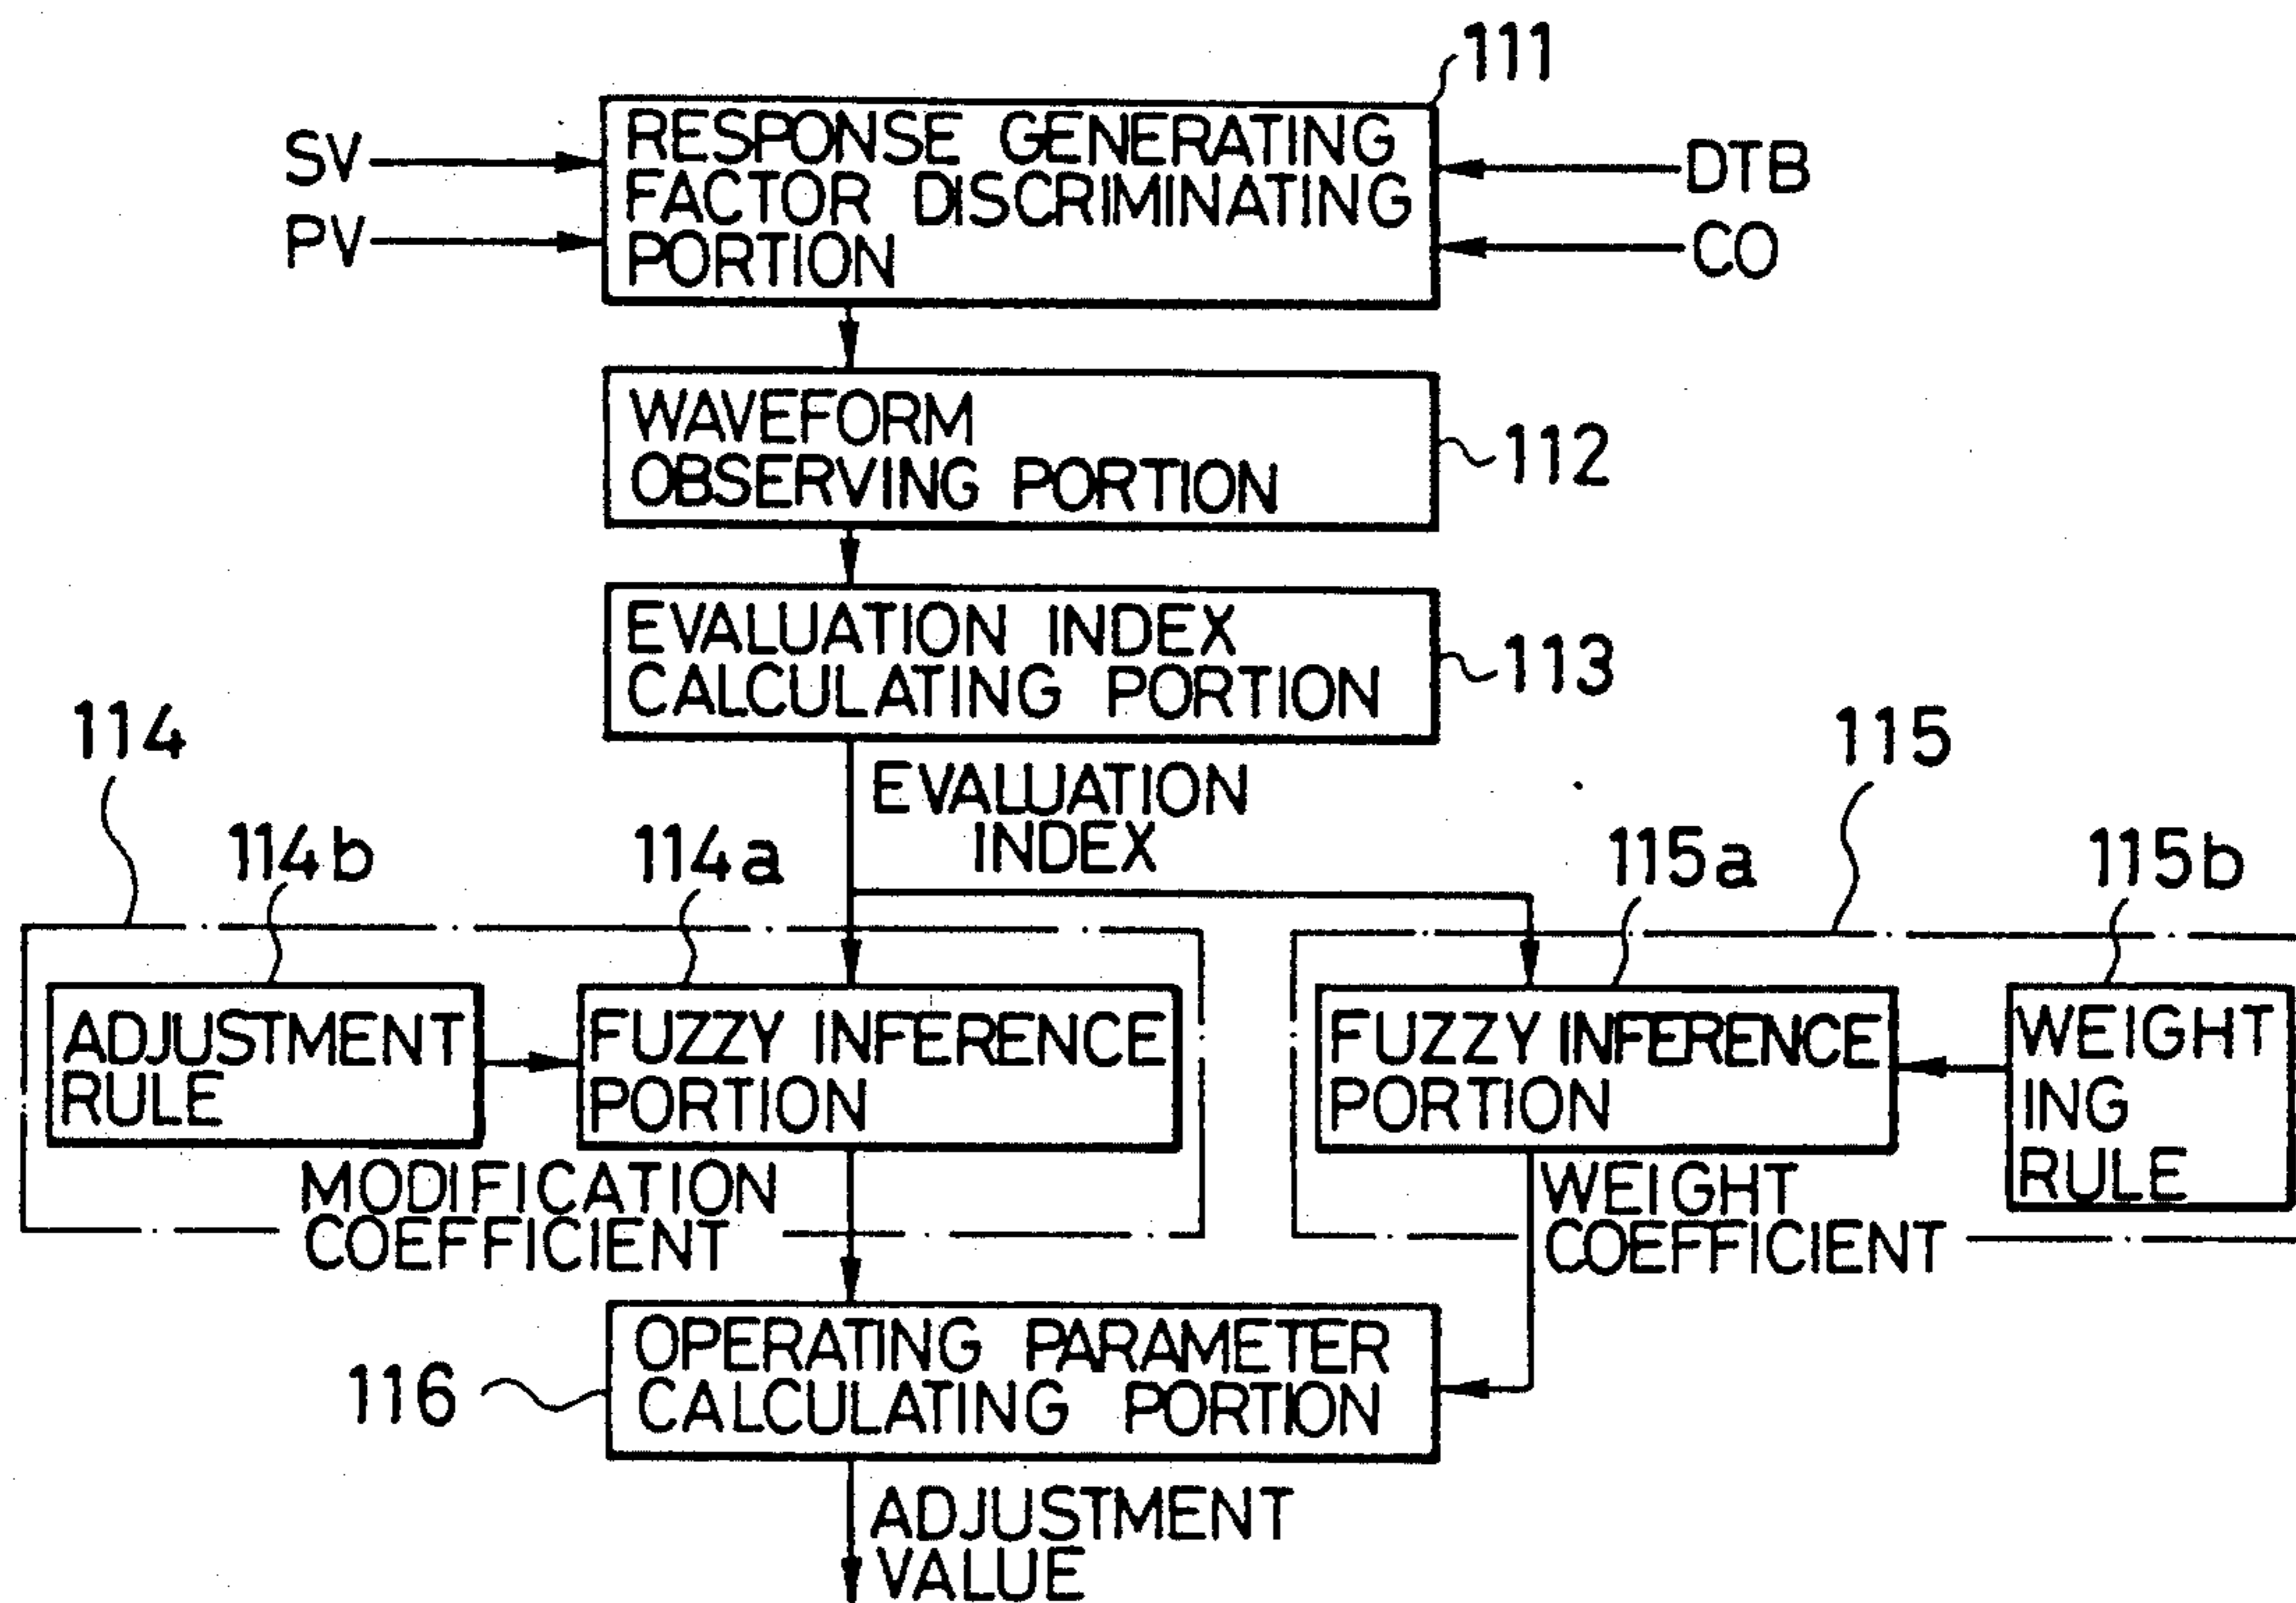 111
SV
PV
RESPONSE GENERATING
FACTOR DISCRIMINATING
PORTION
DTB
CO
WAVEFORM
OBSERVING PORTION
112
EVALUATION INDEX
CALCULATING PORTION
113
EVALUATION
INDEX
114
115
114b
114a
115a
115b
ADJUSTMENT
RULE
FUZZY INFERENCE
PORTION
FUZZY INFERENCE
PORTION
WEIGHT
ING
RULE
MODIFICATION
COEFFICIENT
WEIGHT
COEFFICIENT
116
OPERATING PARAMETER
CALCULATING PORTION
ADJUSTMENT
VALUE